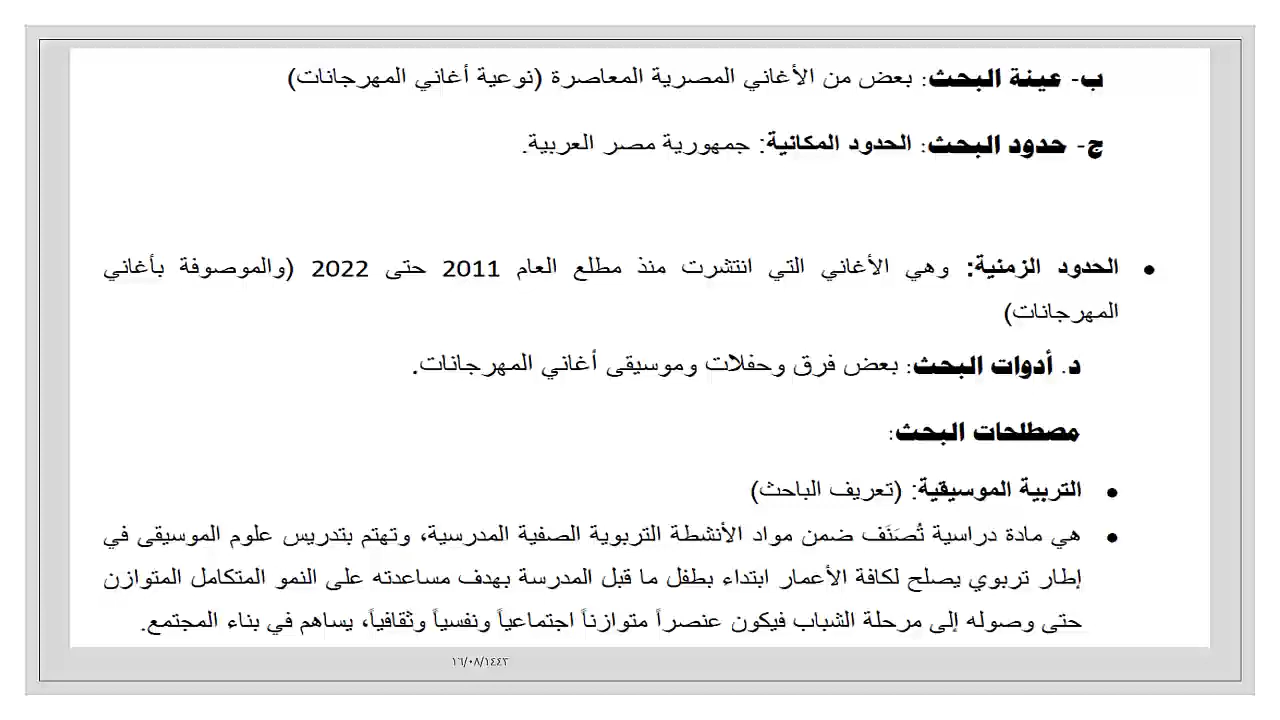 ب- عينة البحث: بعض من الأغاني المصرية المعاصرة (نوعية أغاني المهرجانات)
ج- حدود البحث: الحدود المكانية: جمهورية مصر العربية.
• الحدود الزمنية: وهي الأغاني التي انتشرت منذ مطلع العام 2011 حتى 2022 (والموصوفة بأغاني
المهرجانات)
د. أدوات البحث: بعض فرق وحفلات وموسيقى أغاني المهرجانات.
مصطلحات البحث:
• التربية الموسيقية: (تعريف الباحث)
• هي مادة دراسية تُصَنَف ضمن مواد الأنشطة التربوية الصفية المدرسية، وتهتم بتدريس علوم الموسيقى في
إطار تربوي يصلح لكافة الأعمار ابتداء بطفل ما قبل المدرسة بهدف مساعدته على النمو المتكامل المتوازن
حتى وصوله إلى مرحلة الشباب فيكون عنصراً متوازناً اجتماعياً ونفسياً وثقافياً، يساهم في بناء المجتمع.
١٦/٠٨/١٤٤٣